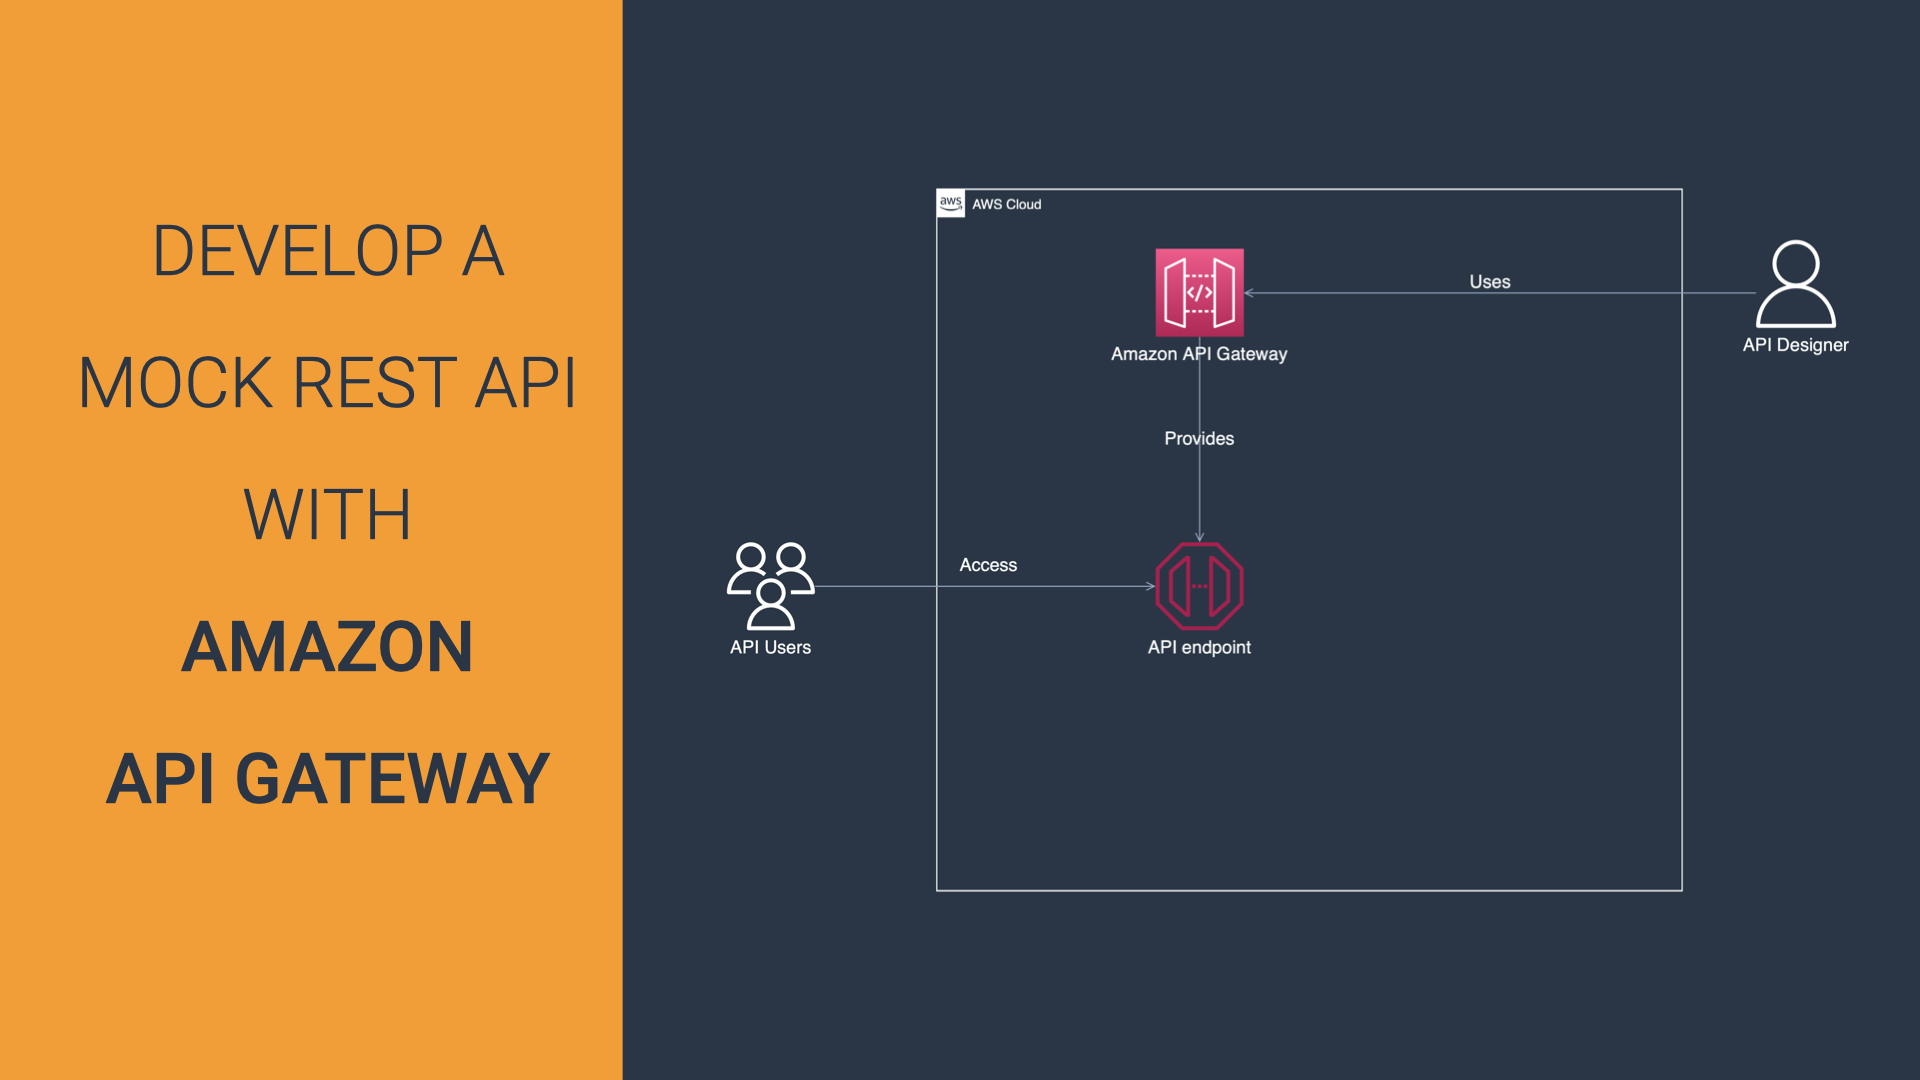 DEVELOP A
MOCK REST API
WITH
AMAZON
API GATEWAY
aws
AWS Cloud
</>
Amazon API Gateway
Uses
API Designer
Provides
Access
API Users
API endpoint